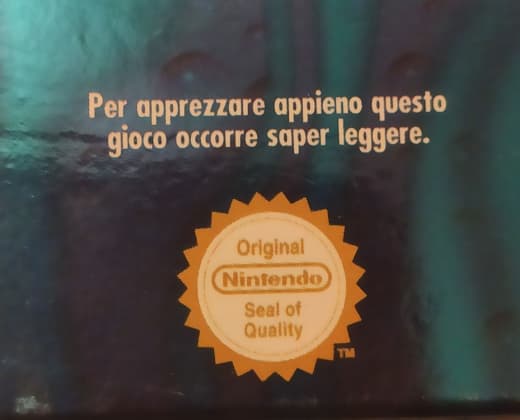 Per apprezzare appieno questo
gioco occorre saper leggere.
Original
Nintendo
Seal of
Quality
TM